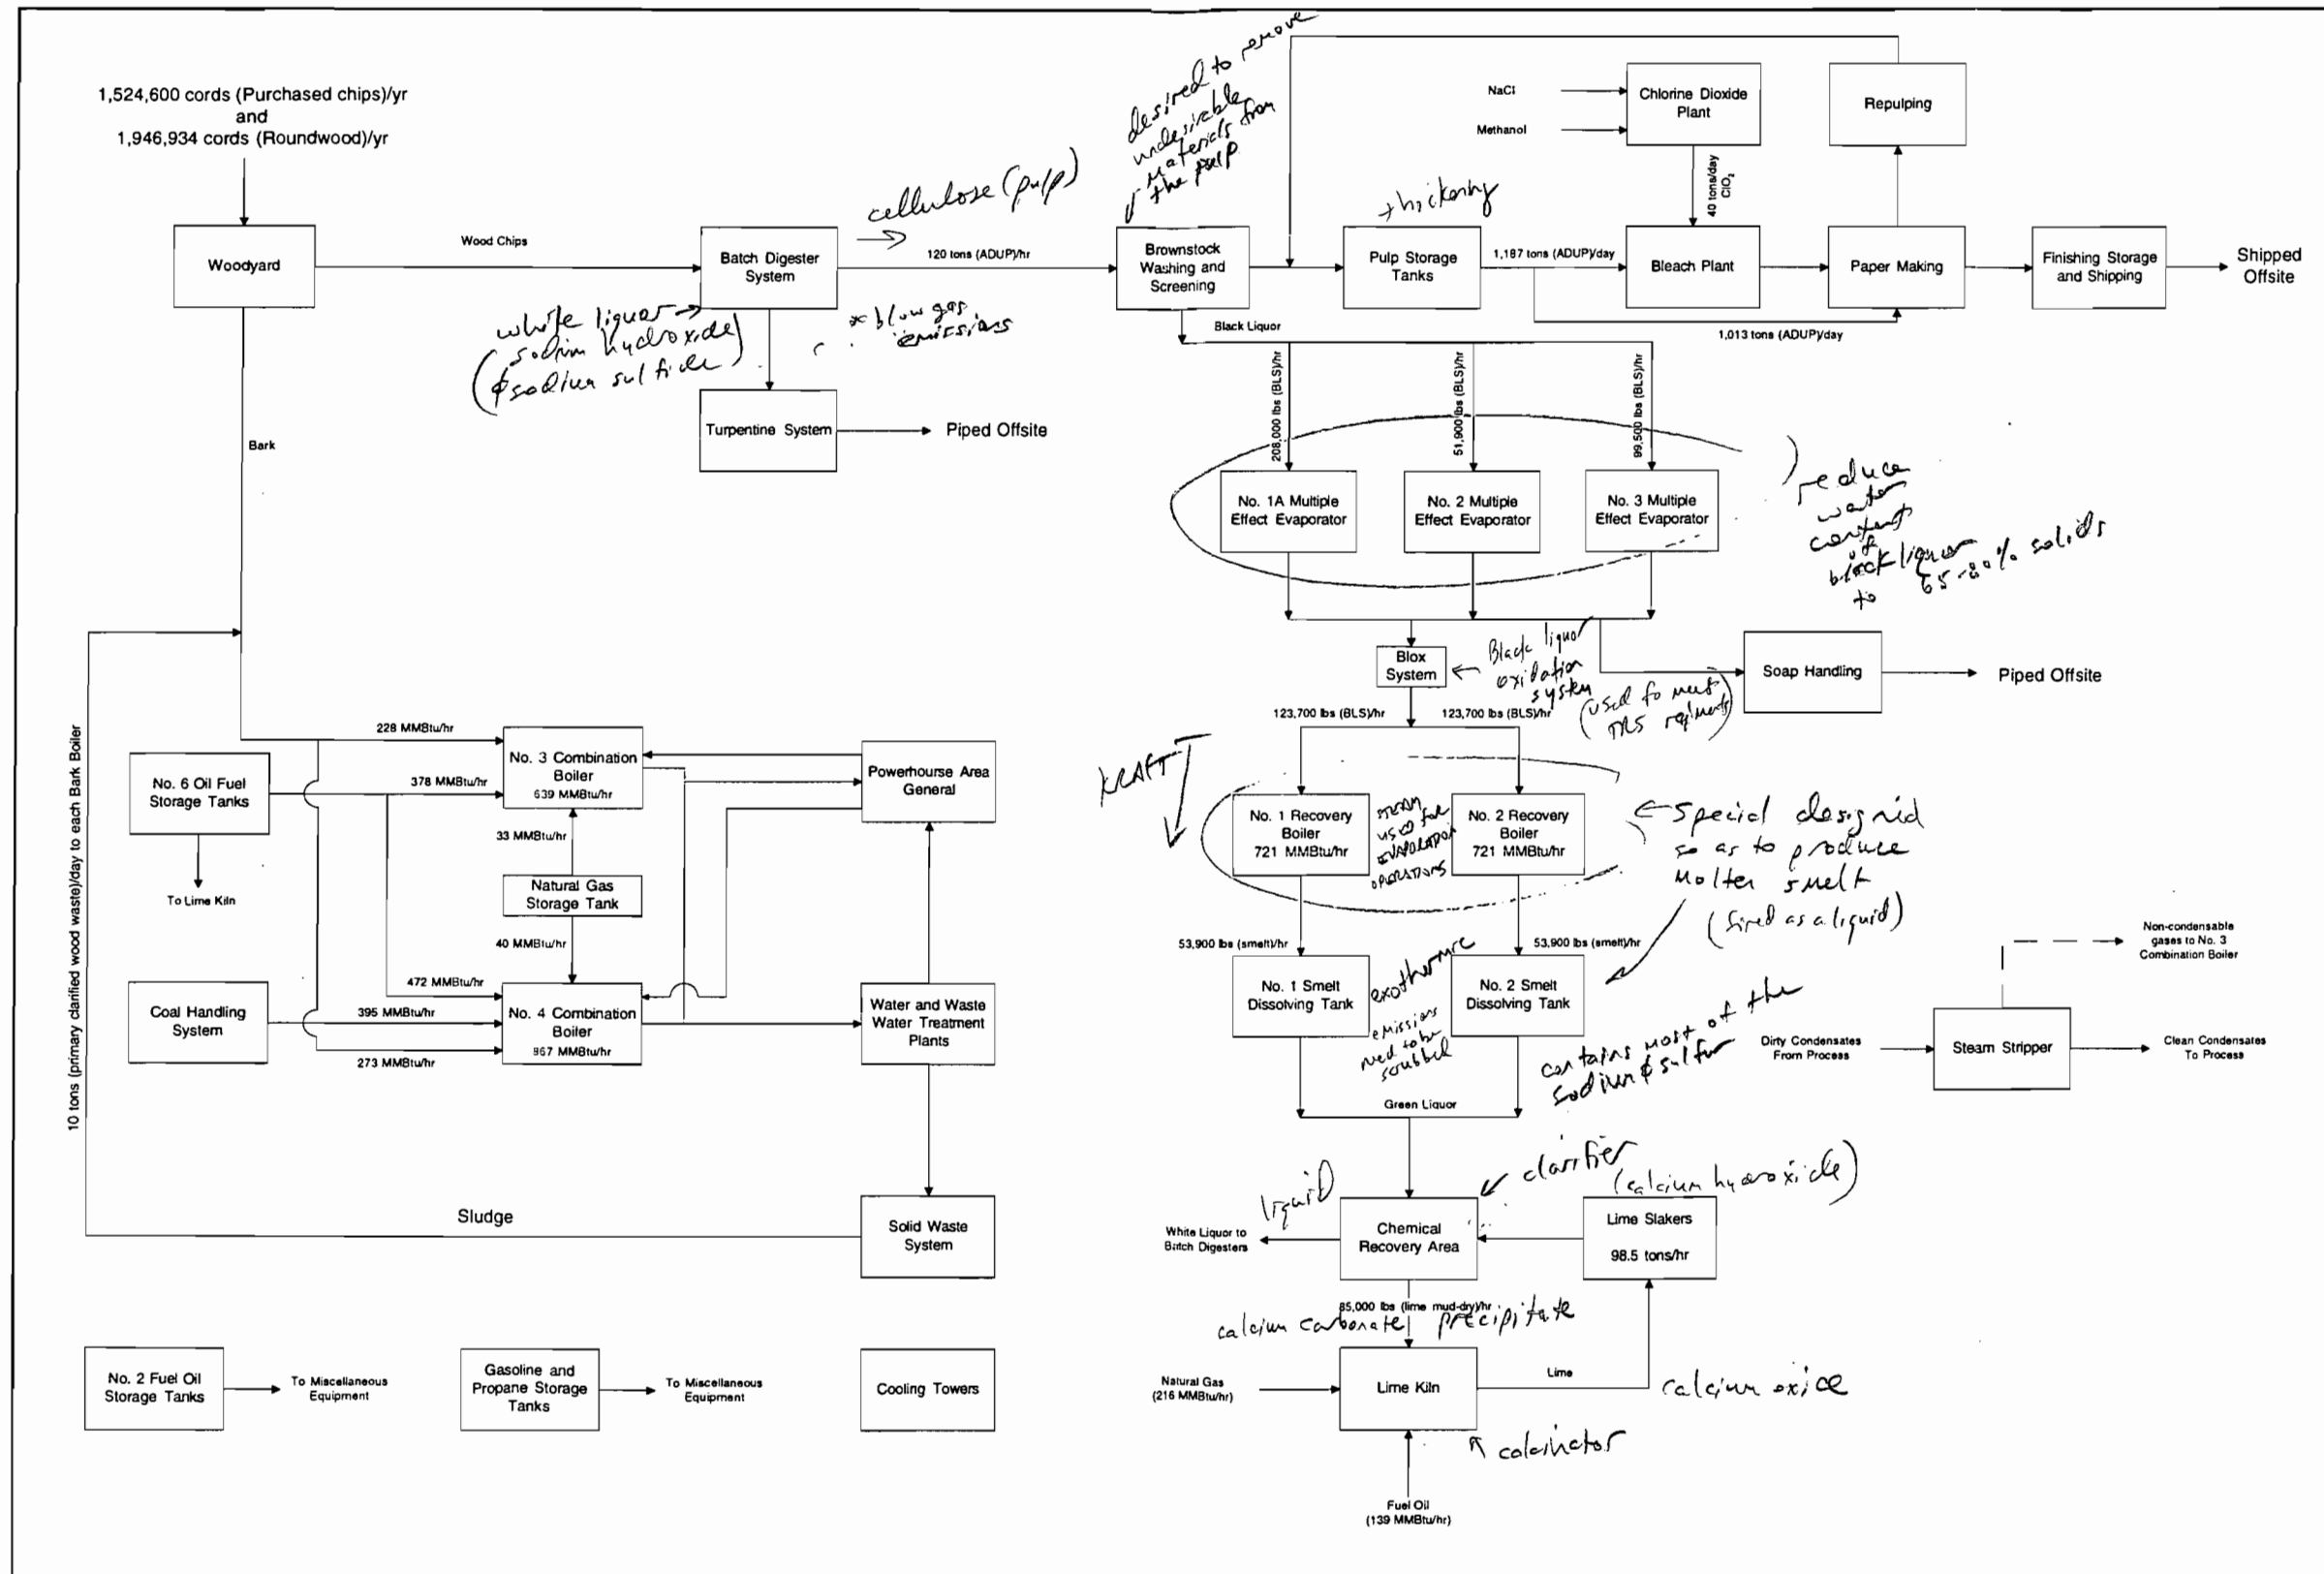 1,524,600 cords (Purchased chips)/yr
and
1,946,934 cords (Roundwood)/yr
Woodyard
Wood Chips
Batch Digester
System
cellulose (pulp)
120 tons (ADUP)/hr
white liquor
(sodium hydroxide)
(& sodium sulfide)
* blow gas
emissions
Turpentine System
Piped Offsite
desired to remove
undesirable
materials from
the pulp
Brownstock
Washing and
Screening
Black Liquor
thickening
Pulp Storage
Tanks
1,187 tons (ADUP)/day
1,013 tons (ADUP)/day
NaCl
Methanol
Chlorine Dioxide
Plant
40 tons/day
ClO2
Bleach Plant
Repulping
Paper Making
Finishing Storage
and Shipping
Shipped
Offsite
208,000 lbs (BLS)/hr
51,900 lbs (BLS)/hr
99,500 lbs (BLS)/hr
No. 1A Multiple
Effect Evaporator
No. 2 Multiple
Effect Evaporator
No. 3 Multiple
Effect Evaporator
reduce
water
content
of
black liquor
to 65-80% solids
Blox
System
Black liquor
oxidation
system
(used to meet
TRS
Soap Handling
Piped Offsite
123,700 lbs (BLS)/hr
123,700 lbs (BLS)/hr
KRAFT
No. 1 Recovery
Boiler
721 MMBtu/hr
STEAM
USED FOR
EVAPORATOR
OPERATIONS
No. 2 Recovery
Boiler
721 MMBtu/hr
Special designed
so as to produce
molten smelt
(fired as a liquid)
53,900 lbs (smelt)/hr
53,900 lbs (smelt)/hr
No. 1 Smelt
Dissolving Tank
exothermic
emissions
need to be
scrubbed
No. 2 Smelt
Dissolving Tank
contains most of the
sodium & sulfur
Green Liquor
Non-condensable
gases to No. 3
Combination Boiler
Dirty Condensates
From Process
Steam Stripper
Clean Condensates
To Process
clarifier
(calcium hydroxide)
liquid
White Liquor to
Batch Digesters
Chemical
Recovery Area
Lime Slakers
98.5 tons/hr
85,000 lbs (lime mud-dry)/hr
calcium carbonate precipitate
Natural Gas
(216 MMBtu/hr)
Lime Kiln
Lime
calcium oxice
calcinator
Fuel Oil
(139 MMBtu/hr)
Bark
10 tons (primary clarified wood waste)/day to each Bark Boiler
228 MMBtu/hr
No. 6 Oil Fuel
Storage Tanks
378 MMBtu/hr
To Lime Kiln
No. 3 Combination
Boiler
639 MMBtu/hr
Powerhourse Area
General
33 MMBtu/hr
Natural Gas
Storage Tank
40 MMBtu/hr
Coal Handling
System
472 MMBtu/hr
395 MMBtu/hr
273 MMBtu/hr
No. 4 Combination
Boiler
967 MMBtu/hr
Water and Waste
Water Treatment
Plants
Sludge
Solid Waste
System
No. 2 Fuel Oil
Storage Tanks
To Miscellaneous
Equipment
Gasoline and
Propane Storage
Tanks
To Miscellaneous
Equipment
Cooling Towers